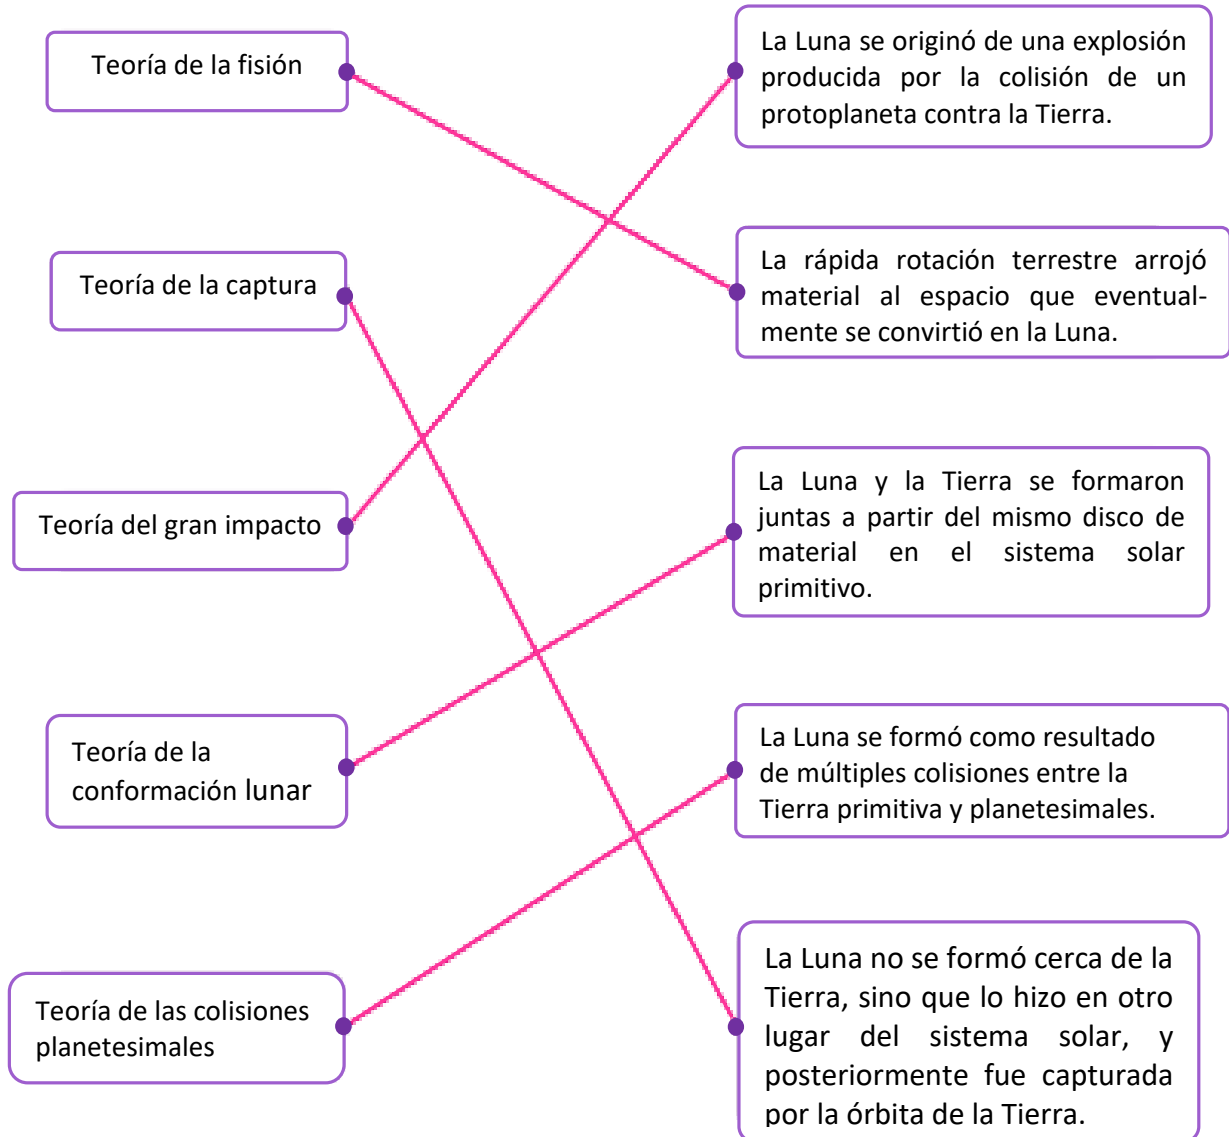 Teoría de la fisión
La Luna se originó de una explosión
producida por la colisión de un
protoplaneta contra la Tierra.
Teoría de la captura
La rápida rotación terrestre arrojó
material al espacio que eventual-
mente se convirtió en la Luna.
Teoría del gran impacto
La Luna y la Tierra se formaron
juntas a partir del mismo disco de
material en el sistema solar
primitivo.
Teoría de la
conformación lunar
La Luna se formó como resultado
de múltiples colisiones entre la
Tierra primitiva y planetesimales.
Teoría de las colisiones
planetesimales
La Luna no se formó cerca de la
Tierra, sino que lo hizo en otro
lugar del sistema solar, y
posteriormente fue capturada
por la órbita de la Tierra.